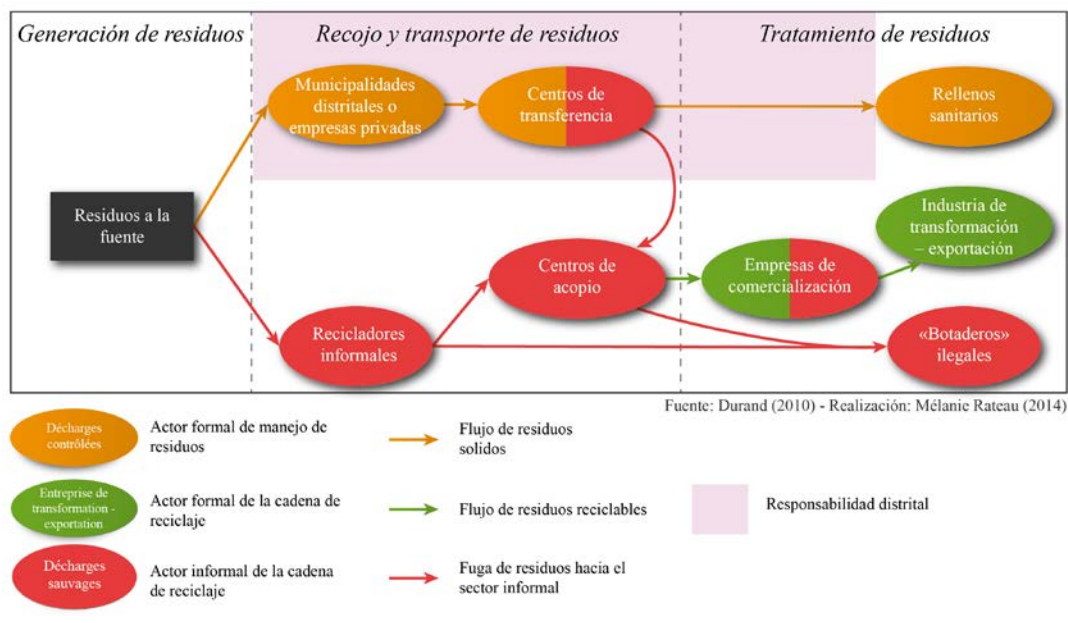 Generación de residuos
Recojo y transporte de residuos
Tratamiento de residuos
Municipalidades
distritales o
empresas privadas
Centros de
transferencia
Rellenos
sanitarios
Residuos a la
fuente
Industria de
transformación
– exportación
Centros de
acopio
Empresas de
comercialización
Recicladores
informales
«Botaderos»
ilegales
Fuente: Durand (2010) - Realización: Mélanie Rateau (2014)
Décharges
contrôlées
Actor formal de manejo de
residuos
Flujo de residuos
solidos
Entreprise de
transformation -
exportation
Actor formal de la cadena de
reciclaje
Flujo de residuos reciclables
Responsabilidad distrital
Décharges
sauvages
Actor informal de la cadena
de reciclaje
Fuga de residuos hacia el
sector informal